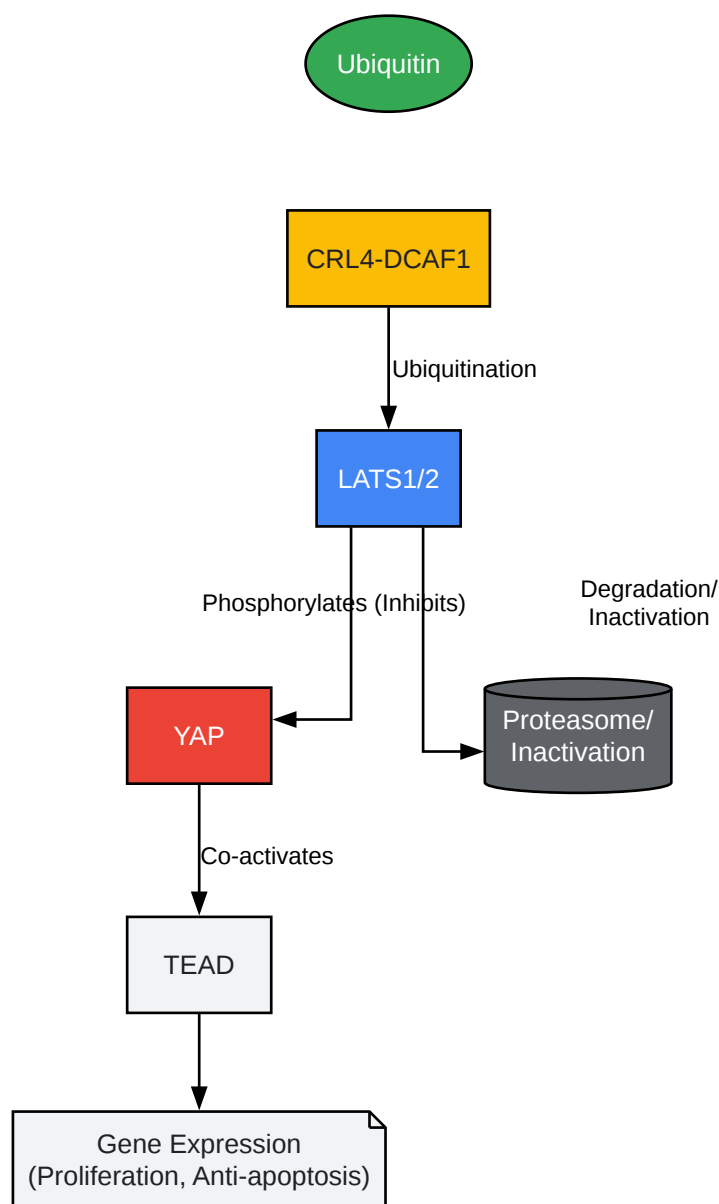 Ubiquitin
CRL4-DCAF1
Ubiquitination
LATS1/2
Phosphorylates (Inhibits)
Degradation/
Inactivation
YAP
Proteasome/
Inactivation
Co-activates
TEAD
Gene Expression
(Proliferation, Anti-apoptosis)